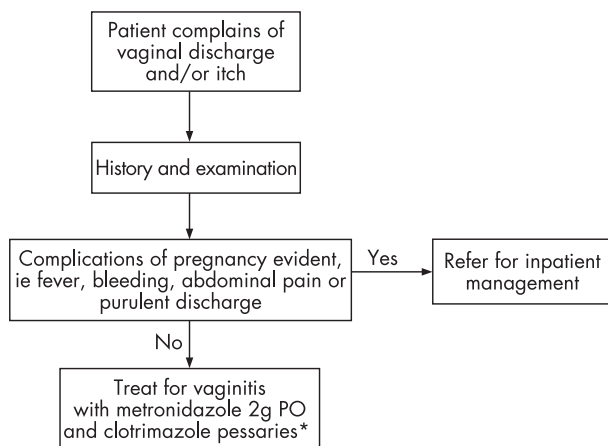 Patient complains of
vaginal discharge
and/or itch
History and examination
Complications of pregnancy evident,
ie fever, bleeding, abdominal pain or
purulent discharge
Yes
Refer for inpatient
management
No
Treat for vaginitis
with metronidazole 2g PO
and clotrimazole pessaries*